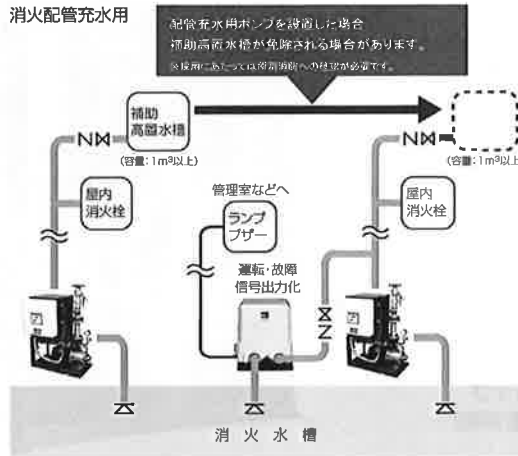 消火配管充水用
配管充水用ポンプを設置した場合
補助高置水槽が免除される場合があります。
※採用にあたっては所轄消防への確認が必要です。
補助
高置水槽
(容量:1m³以上)
(容量:1m³以上)
屋内
消火栓
管理室などへ
ランプ
ブザー
屋内
消火栓
運転・故障
信号出力化
消火水槽